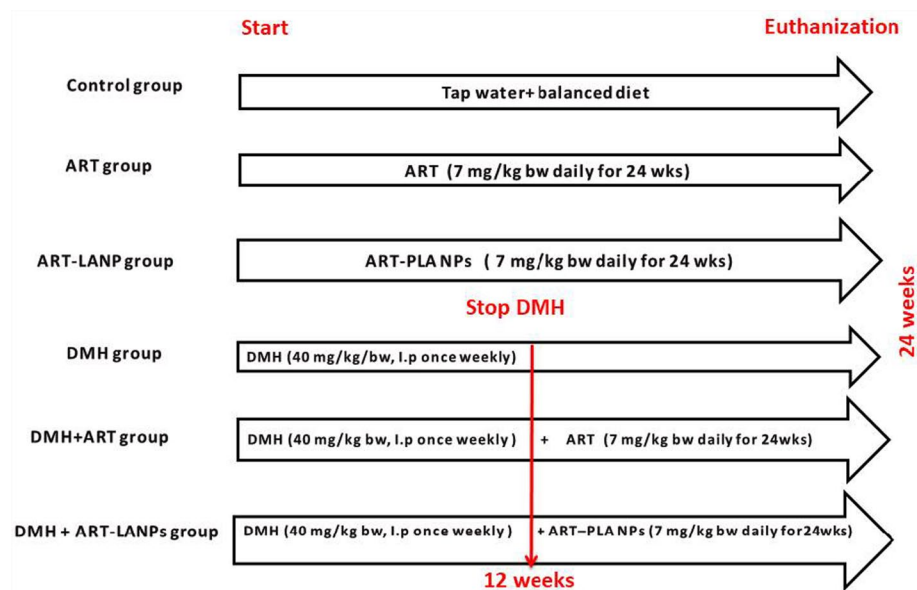 Start
Euthanization
Control group
Tap water+ balanced diet
ART group
ART (7 mg/kg bw daily for 24 wks)
ART-LANP group
ART-PLA NPs ( 7 mg/kg bw daily for 24 wks)
Stop DMH
24 weeks
DMH group
DMH (40 mg/kg/bw, I.p once weekly)
DMH+ART group
DMH (40 mg/kg bw, I.p once weekly) + ART (7 mg/kg bw daily for 24wks)
DMH + ART-LANPs group
DMH (40 mg/kg bw, I.p once weekly) + ART–PLA NPs (7 mg/kg bw daily for24wks)
12 weeks